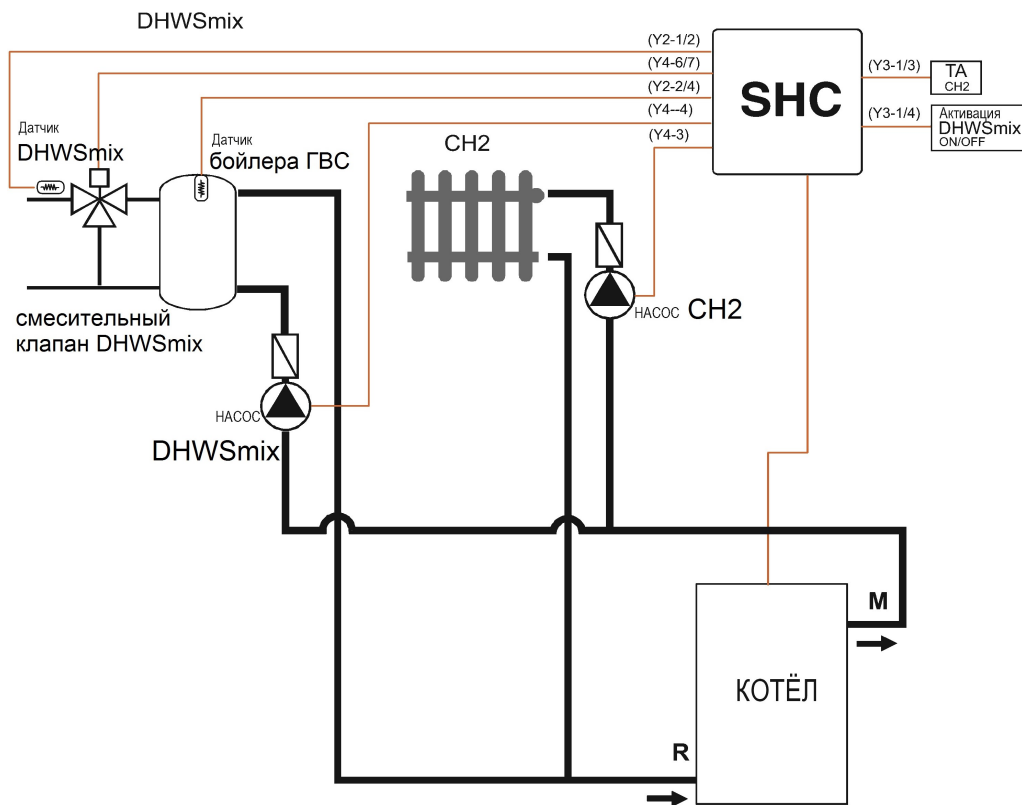 DHWSmix
(Y2-1/2)
(Y4-6/7)
(Y2-2/4)
(Y4--4)
(Y4-3)
SHC
(Y3-1/3)
TA
CH2
(Y3-1/4)
Активация
DHWSmix
ON/OFF
Датчик
DHWSmix
Датчик
бойлера ГВС
CH2
смесительный
клапан DHWSmix
НАСОС CH2
НАСОС
DHWSmix
M
КОТЁЛ
R